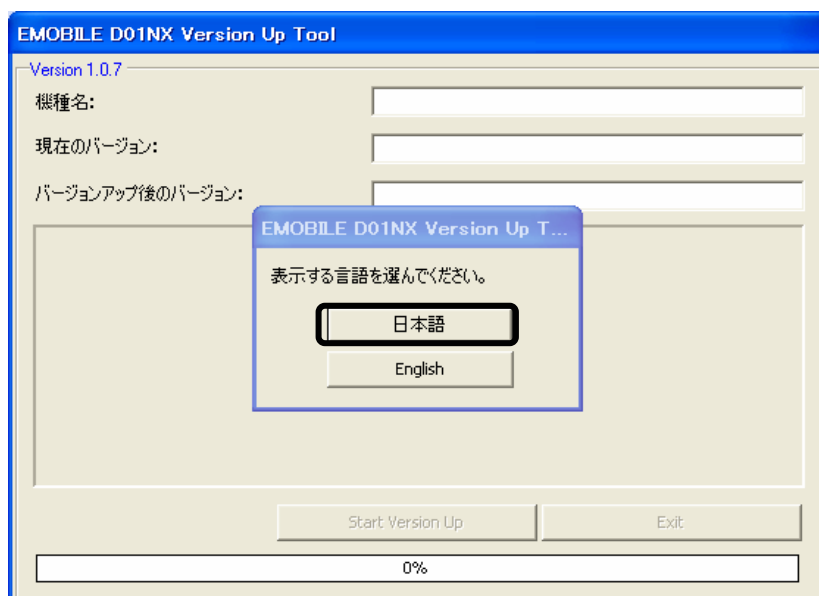 EMOBILE D01NX Version Up Tool
Version 1.0.7
機種名:
現在のバージョン:
バージョンアップ後のバージョン:
EMOBILE D01NX Version Up T...
表示する言語を選んでください。
日本語
English
Start Version Up
Exit
0%